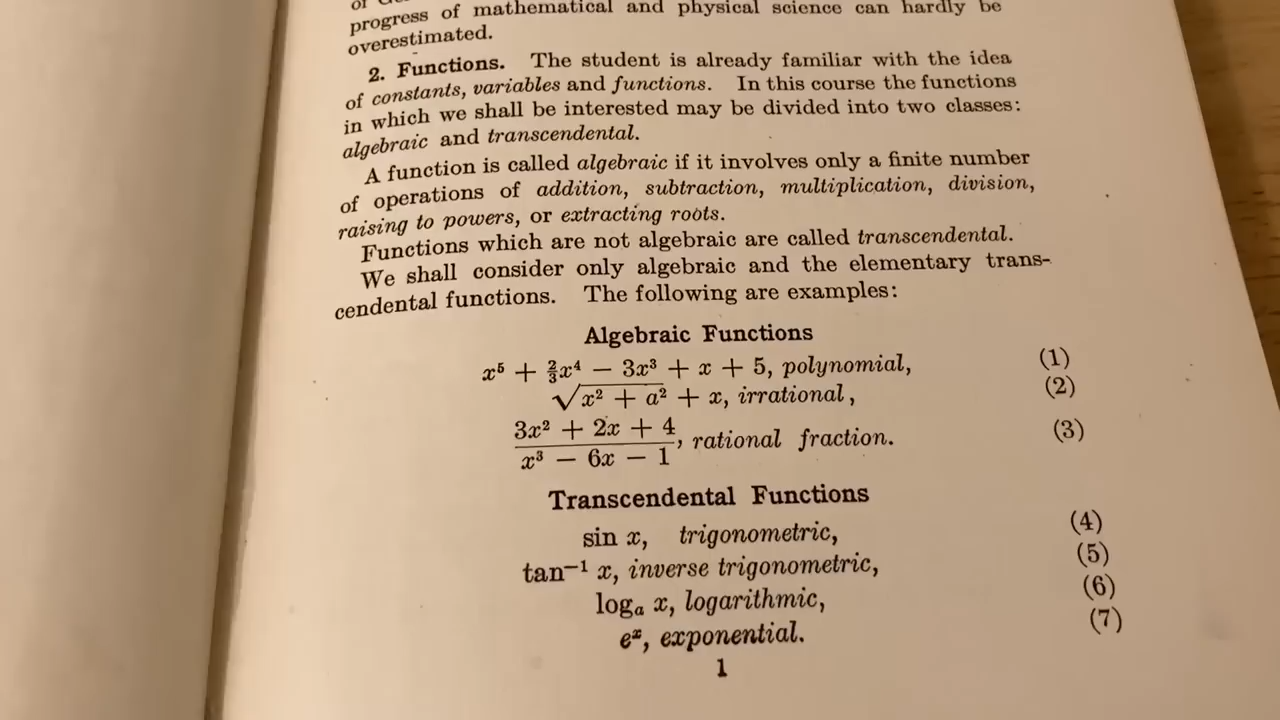 progress of mathematical and physical science can hardly be
overestimated.
2. Functions. The student is already familiar with the idea
of constants, variables and functions. In this course the functions
in which we shall be interested may be divided into two classes:
algebraic and transcendental.
A function is called algebraic if it involves only a finite number
of operations of addition, subtraction, multiplication, division,
raising to powers, or extracting roots.
Functions which are not algebraic are called transcendental.
We shall consider only algebraic and the elementary trans-
cendental functions. The following are examples:
Algebraic Functions
x⁵ + ⅔x⁴ − 3x³ + x + 5, polynomial, (1)
√(x² + a²) + x, irrational, (2)
3x² + 2x + 4
, rational fraction. (3)
x³ − 6x − 1
Transcendental Functions
sin x, trigonometric, (4)
tan⁻¹ x, inverse trigonometric, (5)
logₐ x, logarithmic, (6)
eˣ, exponential. (7)
1